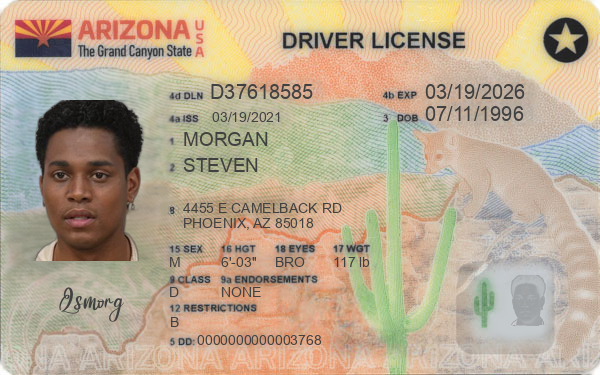 ARIZONA USA
The Grand Canyon State
DRIVER LICENSE
4d DLN D37618585 4b EXP 03/19/2026
4a ISS 03/19/2021 3 DOB 07/11/1996
1 MORGAN
2 STEVEN
8 4455 E CAMELBACK RD
PHOENIX, AZ 85018
15 SEX 16 HGT 18 EYES 17 WGT
M 6'-03" BRO 117 lb
9 CLASS 9a ENDORSEMENTS
D NONE
12 RESTRICTIONS
B
5 DD: 0000000000003768
ARIZONA ARIZONA ARIZONA ARIZONA